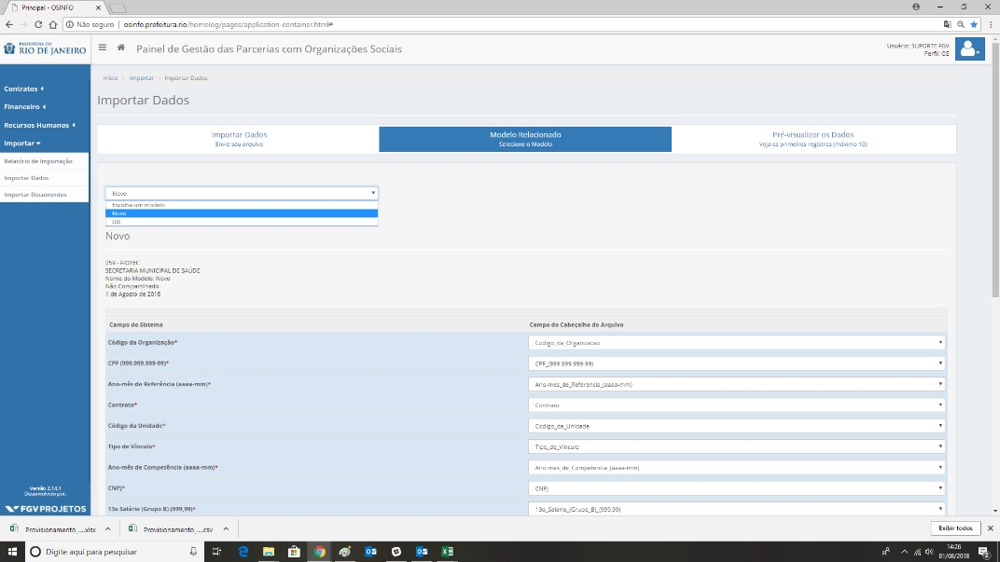 Principal - OSINFO
Não seguro | osinfo.prefeitura.rio/homolog/pages/application-container.html#
PREFEITURA DO
RIO DE JANEIRO
Painel de Gestão das Parcerias com Organizações Sociais
Usuário: SUPORTE FGV
Perfil: OS
Contratos
Financeiro
Recursos Humanos
Importar
Relatório de Importação
Importar Dados
Importar Documentos
Versão 2.14.1
Desenvolvido por:
FGV PROJETOS
Início > Importar > Importar Dados
Importar Dados
Importar Dados
Envie seu arquivo
Modelo Relacionado
Selecione o Modelo
Pré-visualizar os Dados
Veja os primeiros registros (máximo 10)
Novo
Escolha um modelo
Novo
Novo
259 - FIOTEC
SECRETARIA MUNICIPAL DE SAÚDE
Nome do Modelo: Novo
Não Compartilhado
1 de Agosto de 2018
Campo do Sistema Campo do Cabeçalho do Arquivo
Código da Organização* Codigo_da_Organizacao
CPF (999.999.999-99)* CPF_(999.999.999-99)
Ano-mês de Referência (aaaa-mm)* Ano-mes_de_Referencia_(aaaa-mm)
Contrato* Contrato
Código da Unidade* Codigo_da_Unidade
Tipo de Vínculo* Tipo_de_Vinculo
Ano-mês de Competência (aaaa-mm)* Ano-mes_de_Competencia_(aaaa-mm)
CNPJ* CNPJ
13o Salário (Grupo B) (999,99)* 13o_Salario_(Grupo_B)_(999,99)
Provisionamento_....xlsx
Provisionamento_....csv
Exibir todos
Digite aqui para pesquisar
14:26
01/08/2018
2